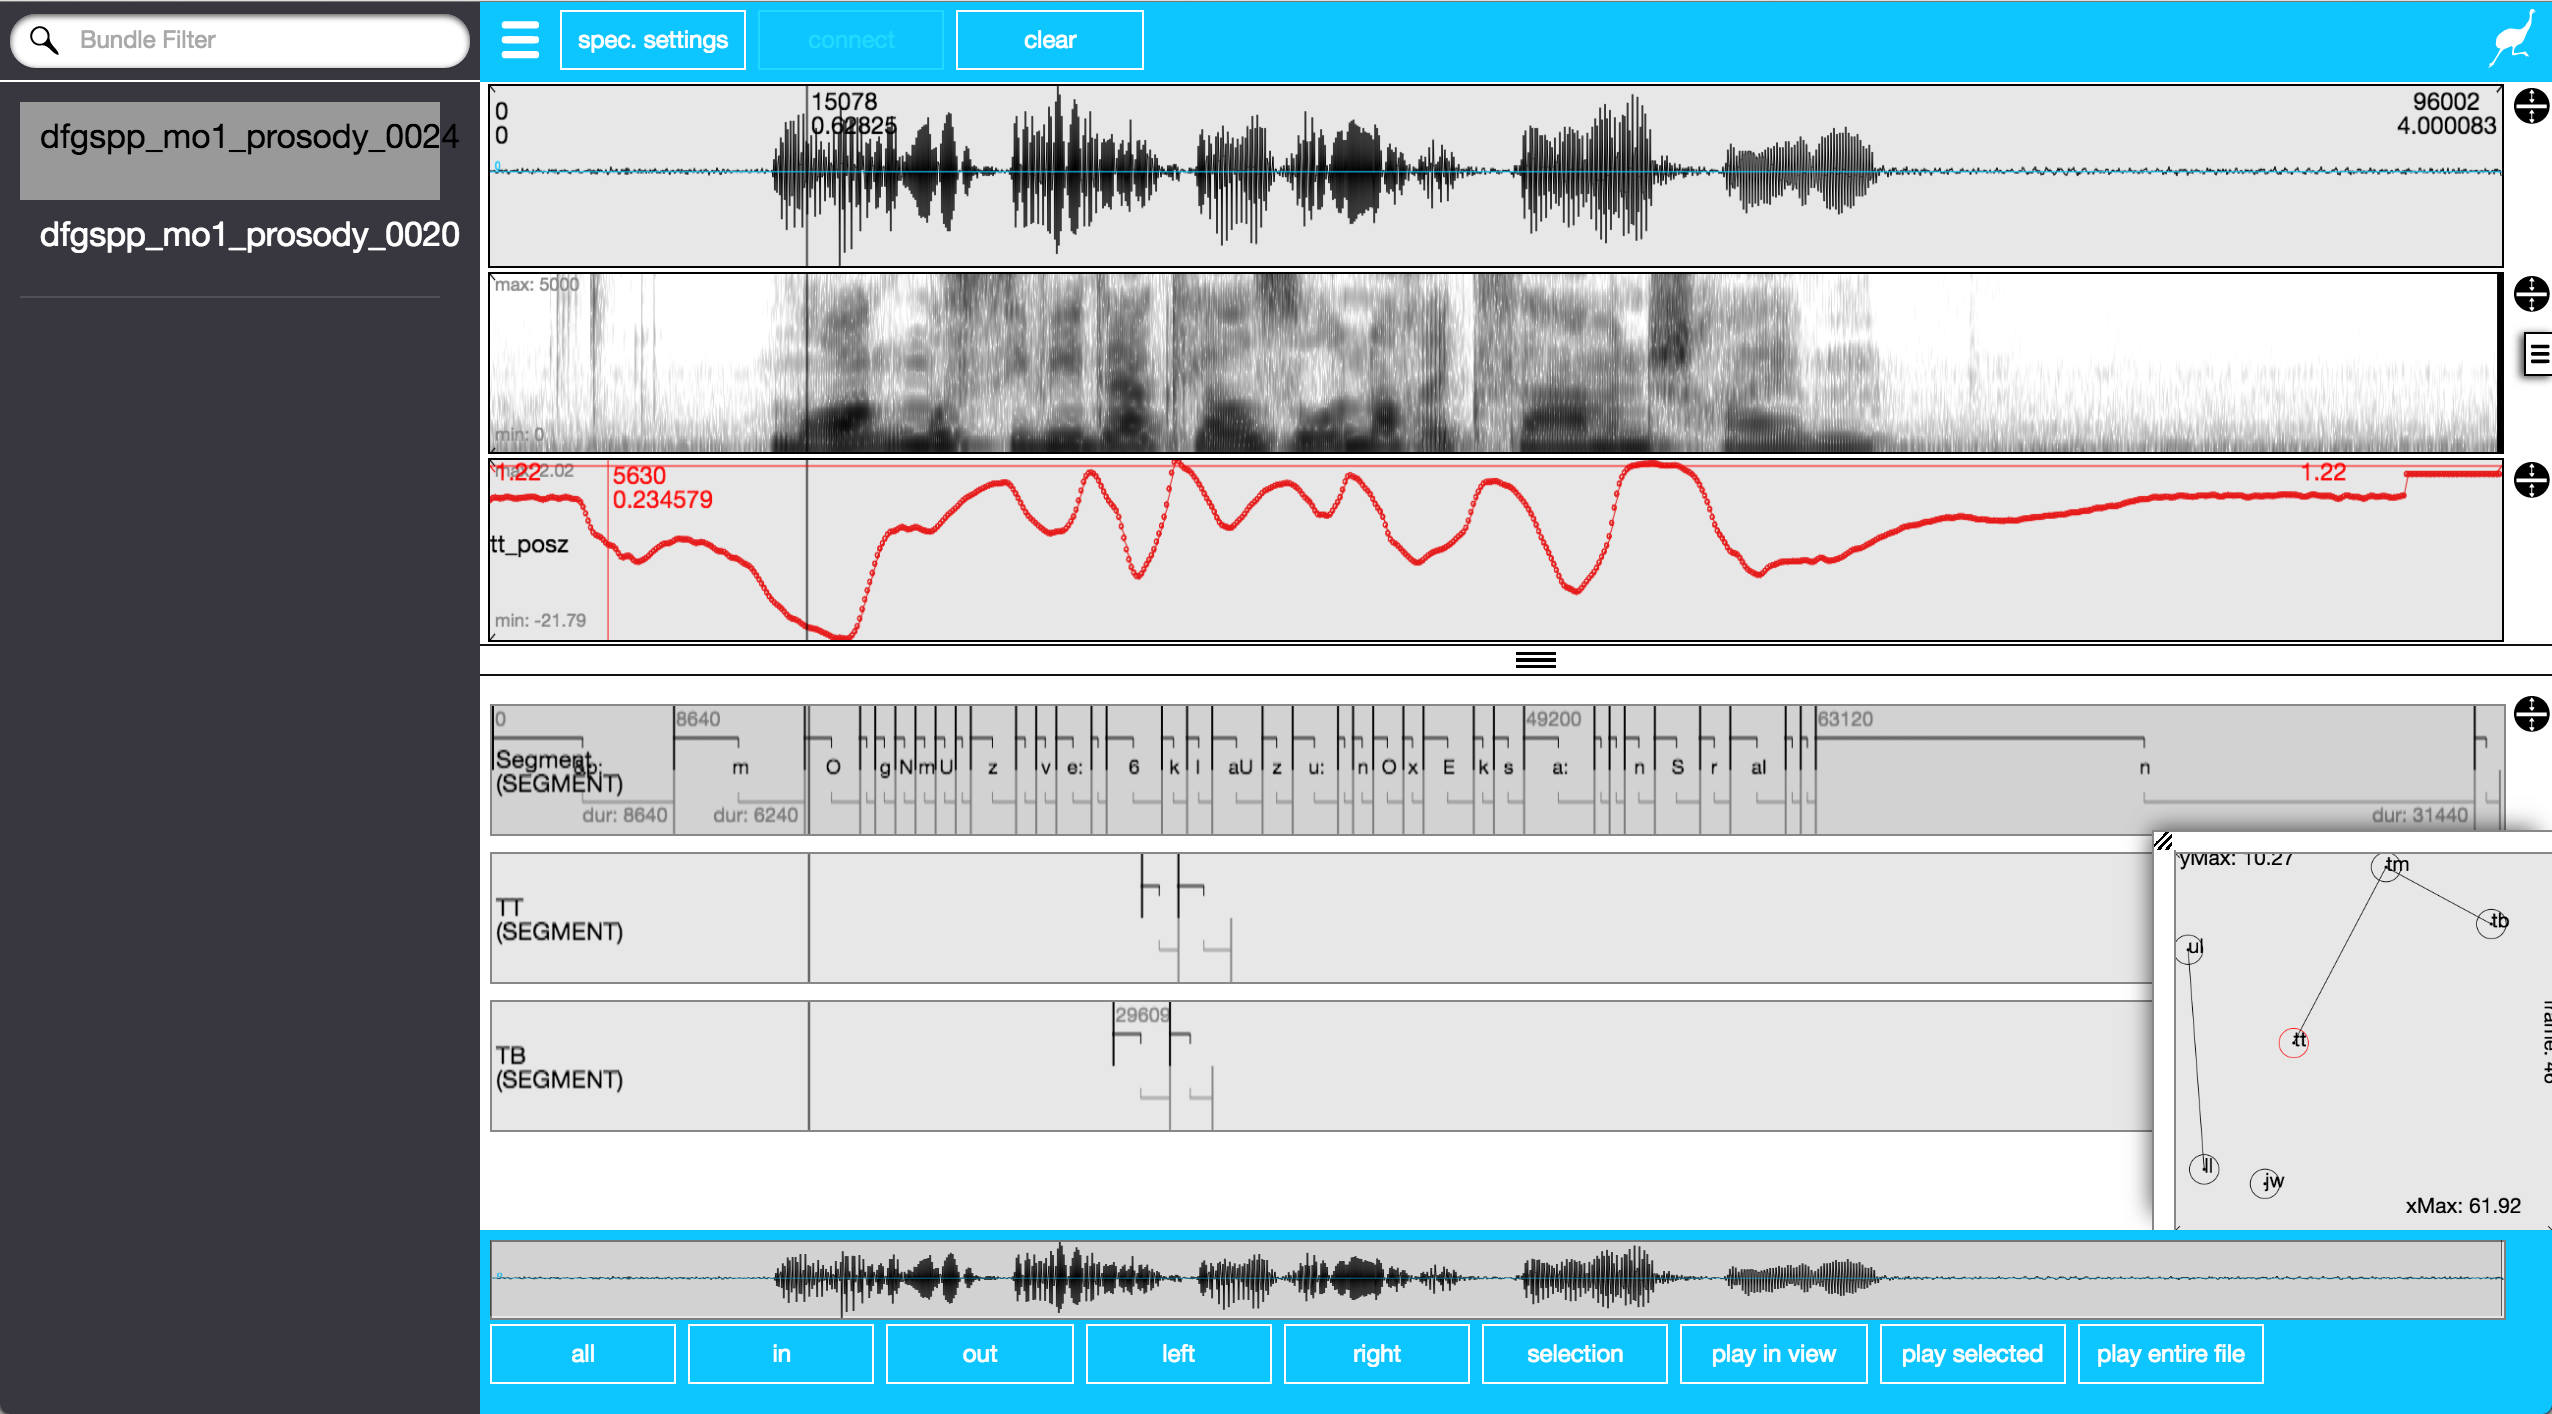 Bundle Filter
spec. settings
connect
clear
dfgspp_mo1_prosody_0024
dfgspp_mo1_prosody_0020
0
0
0
15078
0.62825
96002
4.000083
max: 5000
min: 0
max: 2.02
1.22
5630
0.234579
1.22
tt_posz
min: -21.79
0
8640
49200
63120
Segment
(SEGMENT)
m O g N m U z v e: 6 k l aU z u: n O x E k s a: n S r aI n
dur: 8640
dur: 6240
dur: 31440
TT
(SEGMENT)
29609
TB
(SEGMENT)
yMax: 10.27
tm
tb
ul
tt
ll
jw
xMax: 61.92
0
all
in
out
left
right
selection
play in view
play selected
play entire file